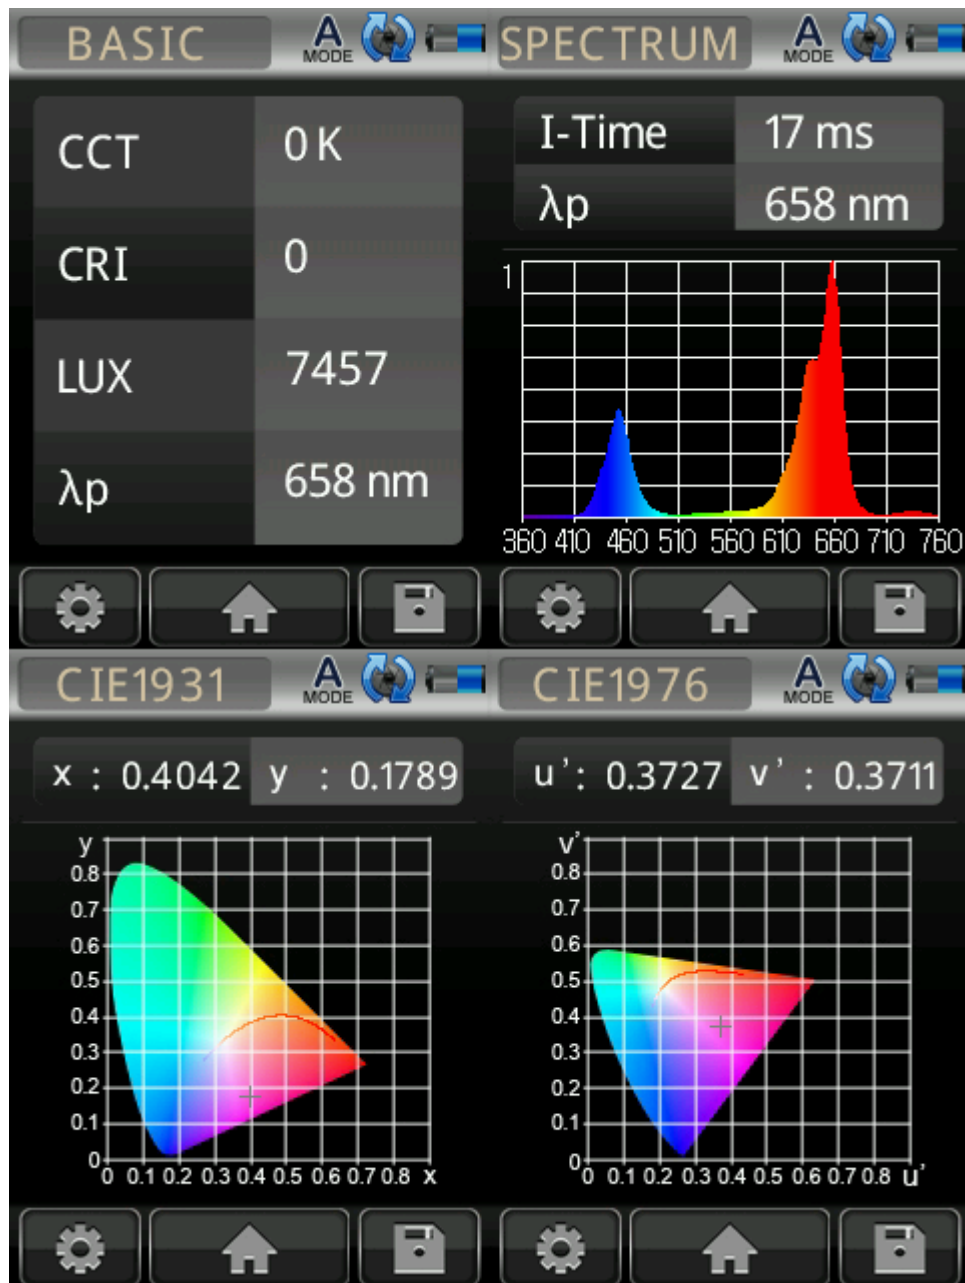 BASIC
A
MODE
CCT 0 K
CRI 0
LUX 7457
λp 658 nm
SPECTRUM
A
MODE
I-Time 17 ms
λp 658 nm
1
360 410 460 510 560 610 660 710 760
CIE1931
A
MODE
x : 0.4042 y : 0.1789
y
0.8
0.7
0.6
0.5
0.4
0.3
0.2
0.1
0
0 0.1 0.2 0.3 0.4 0.5 0.6 0.7 0.8 x
CIE1976
A
MODE
u': 0.3727 v' : 0.3711
v'
0.8
0.7
0.6
0.5
0.4
0.3
0.2
0.1
0
0 0.1 0.2 0.3 0.4 0.5 0.6 0.7 0.8 u'